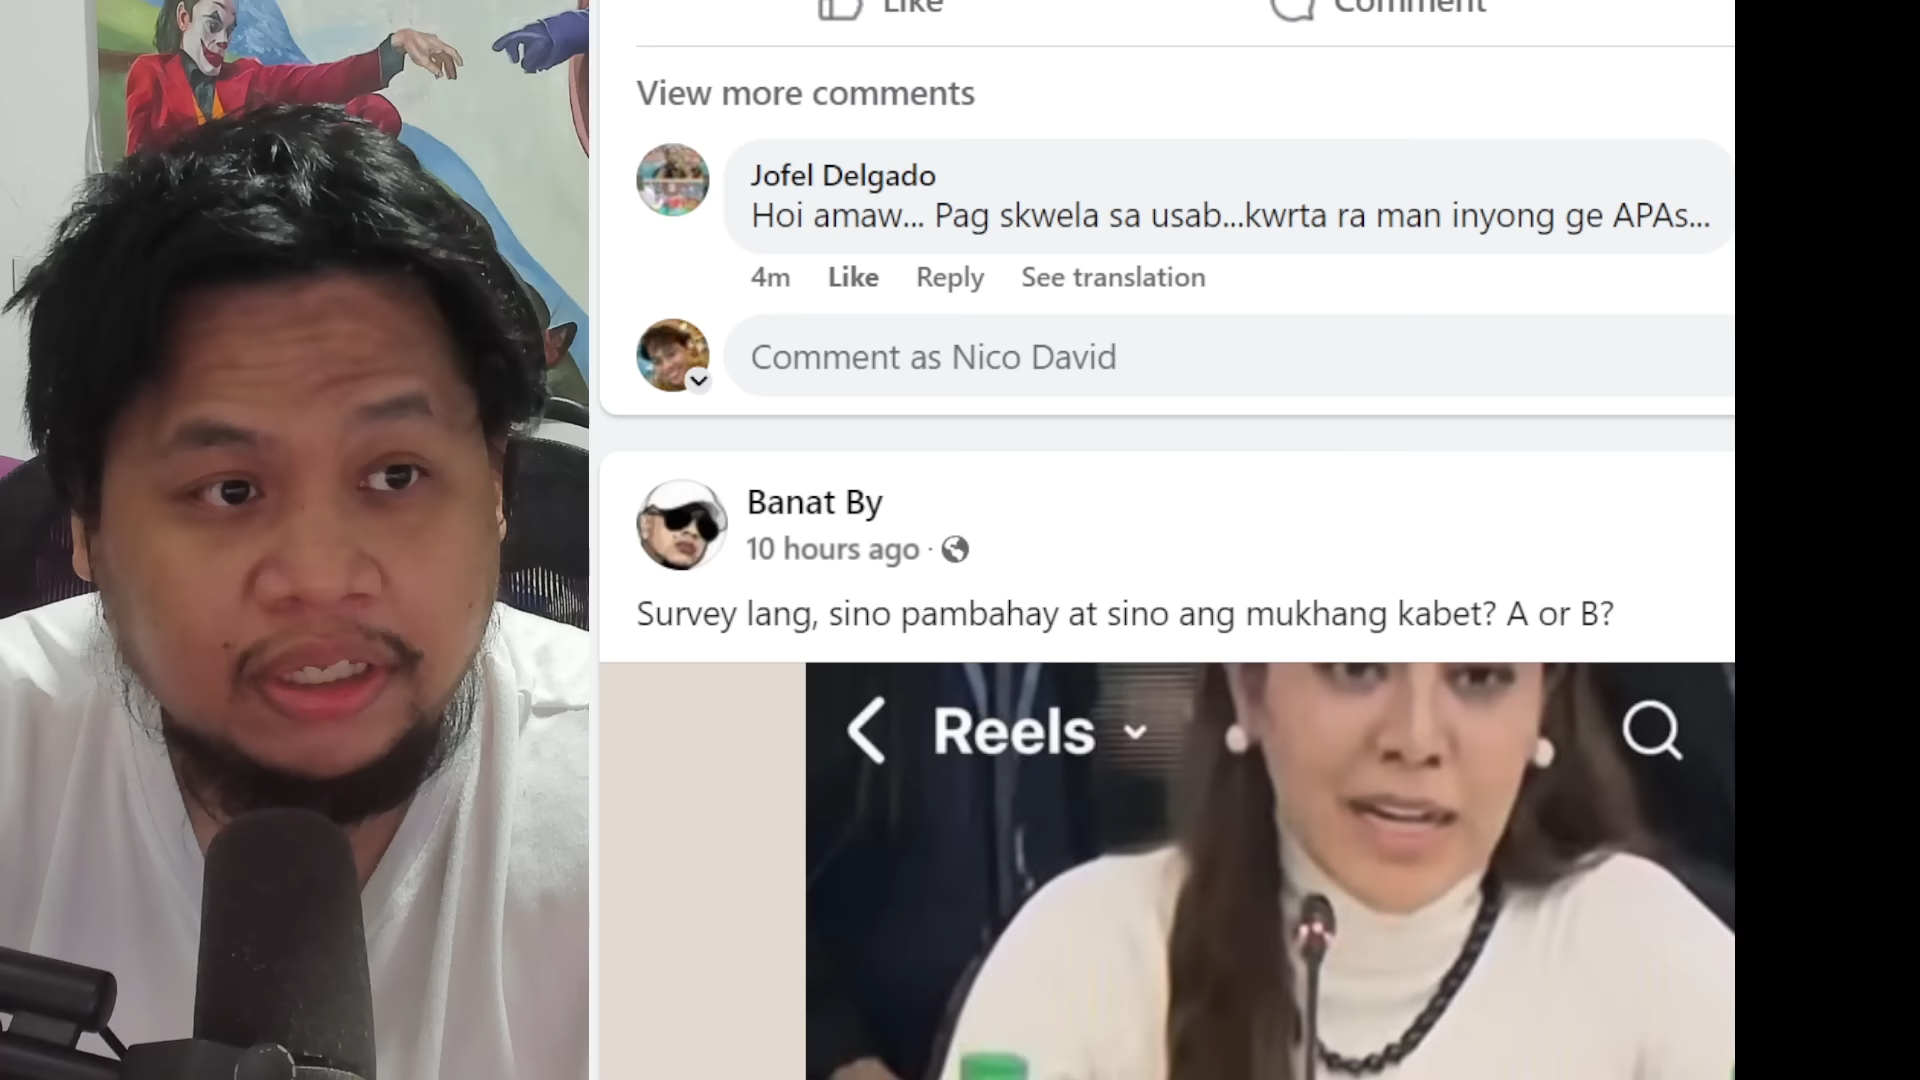 Like
Comment
View more comments
Jofel Delgado
Hoi amaw... Pag skwela sa usab...kwrta ra man inyong ge APAs...
4m Like Reply See translation
Comment as Nico David
Banat By
10 hours ago ·
Survey lang, sino pambahay at sino ang mukhang kabet? A or B?
Reels